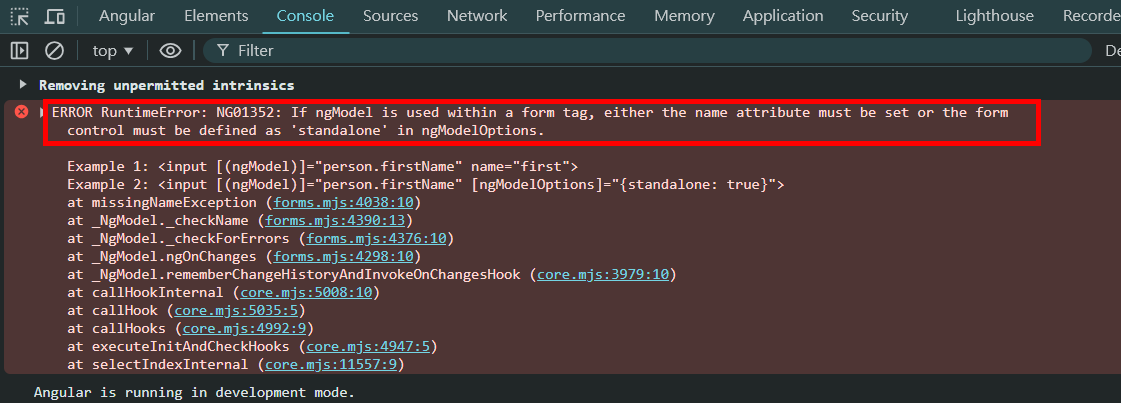 Angular Elements Console Sources Network Performance Memory Application Security Lighthouse Recorde
top Filter De
Removing unpermitted intrinsics
ERROR RuntimeError: NG01352: If ngModel is used within a form tag, either the name attribute must be set or the form
control must be defined as 'standalone' in ngModelOptions.
Example 1: <input [(ngModel)]="person.firstName" name="first">
Example 2: <input [(ngModel)]="person.firstName" [ngModelOptions]="{standalone: true}">
at missingNameException (forms.mjs:4038:10)
at _NgModel._checkName (forms.mjs:4390:13)
at _NgModel._checkForErrors (forms.mjs:4376:10)
at _NgModel.ngOnChanges (forms.mjs:4298:10)
at _NgModel.rememberChangeHistoryAndInvokeOnChangesHook (core.mjs:3979:10)
at callHookInternal (core.mjs:5008:10)
at callHook (core.mjs:5035:5)
at callHooks (core.mjs:4992:9)
at executeInitAndCheckHooks (core.mjs:4947:5)
at selectIndexInternal (core.mjs:11557:9)
Angular is running in development mode.